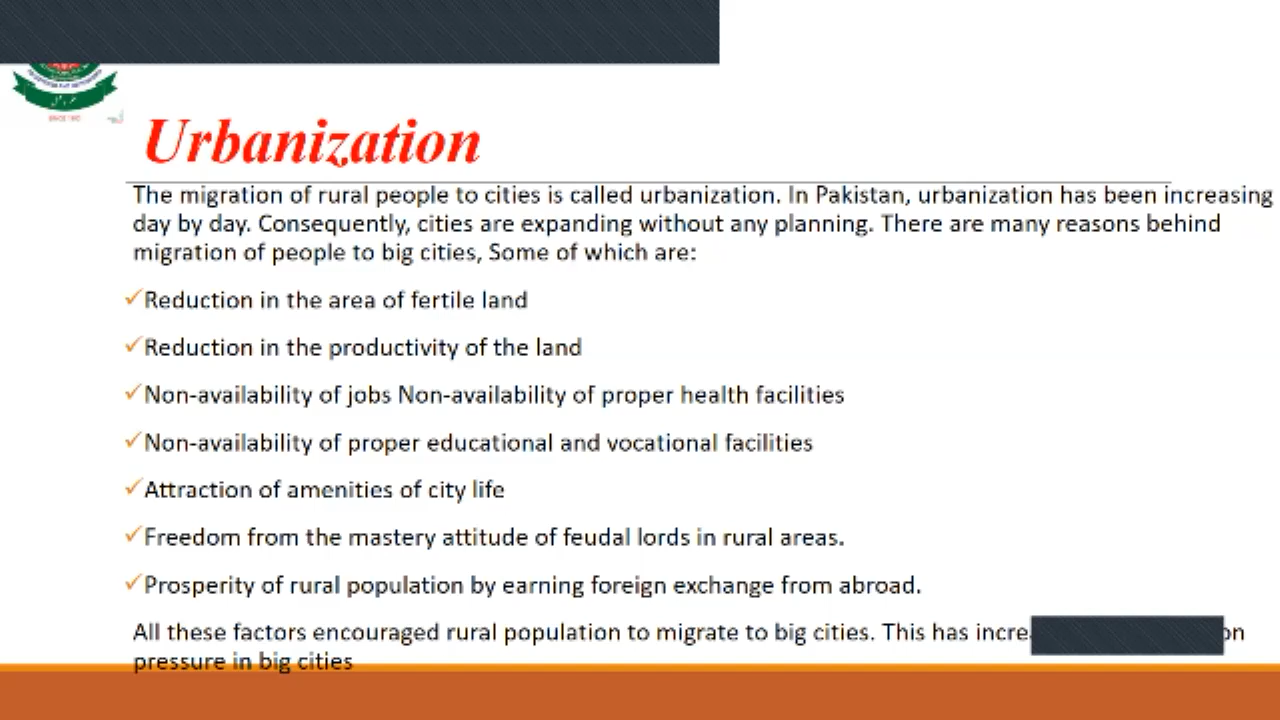 Urbanization
The migration of rural people to cities is called urbanization. In Pakistan, urbanization has been increasing
day by day. Consequently, cities are expanding without any planning. There are many reasons behind
migration of people to big cities, Some of which are:
✓Reduction in the area of fertile land
✓Reduction in the productivity of the land
✓Non-availability of jobs Non-availability of proper health facilities
✓Non-availability of proper educational and vocational facilities
✓Attraction of amenities of city life
✓Freedom from the mastery attitude of feudal lords in rural areas.
✓Prosperity of rural population by earning foreign exchange from abroad.
All these factors encouraged rural population to migrate to big cities. This has
pressure in big cities